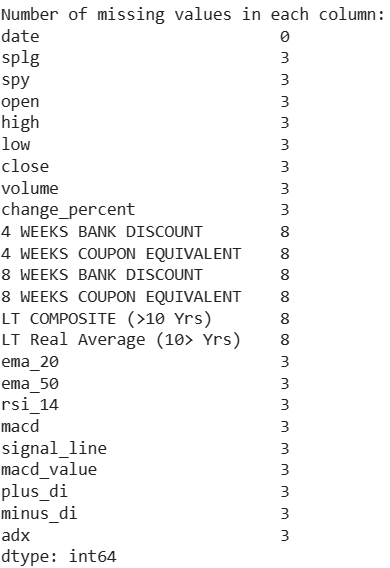 Number of missing values in each column:
date 0
splg 3
spy 3
open 3
high 3
low 3
close 3
volume 3
change_percent 3
4 WEEKS BANK DISCOUNT 8
4 WEEKS COUPON EQUIVALENT 8
8 WEEKS BANK DISCOUNT 8
8 WEEKS COUPON EQUIVALENT 8
LT COMPOSITE (>10 Yrs) 8
LT Real Average (10> Yrs) 8
ema_20 3
ema_50 3
rsi_14 3
macd 3
signal_line 3
macd_value 3
plus_di 3
minus_di 3
adx 3
dtype: int64